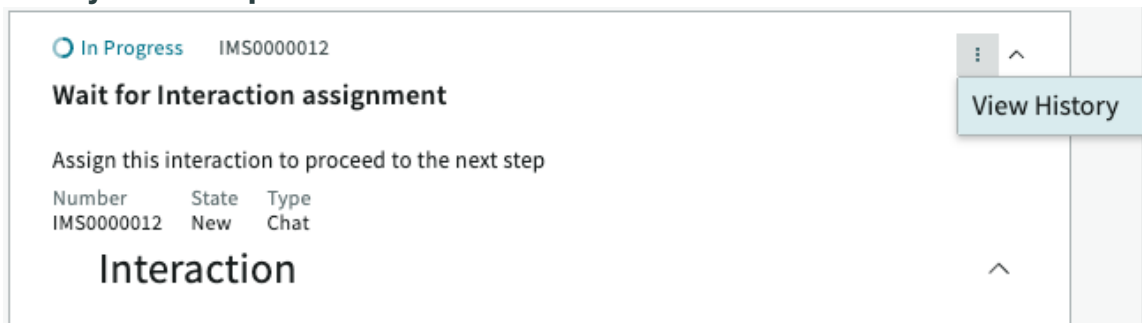 In Progress IMS0000012
Wait for Interaction assignment
View History
Assign this interaction to proceed to the next step
Number State Type
IMS0000012 New Chat
Interaction